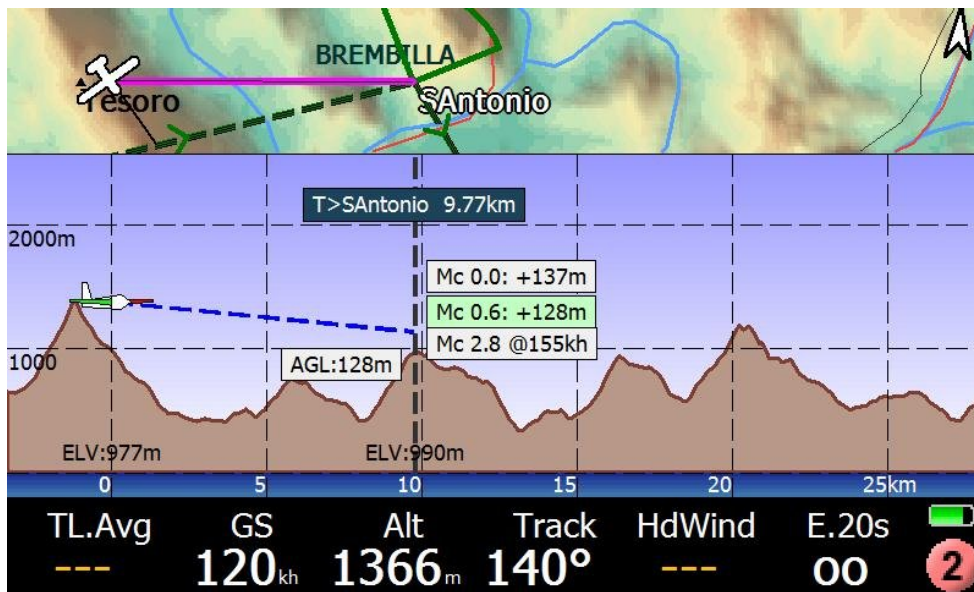 BREMBILLA
Tesoro
SAntonio
T>SAntonio 9.77km
2000m
Mc 0.0: +137m
Mc 0.6: +128m
Mc 2.8 @155kh
1000
AGL:128m
ELV:977m
ELV:990m
0 5 10 15 20 25km
TL.Avg GS Alt Track HdWind E.20s
--- 120kh 1366m 140° --- oo
2